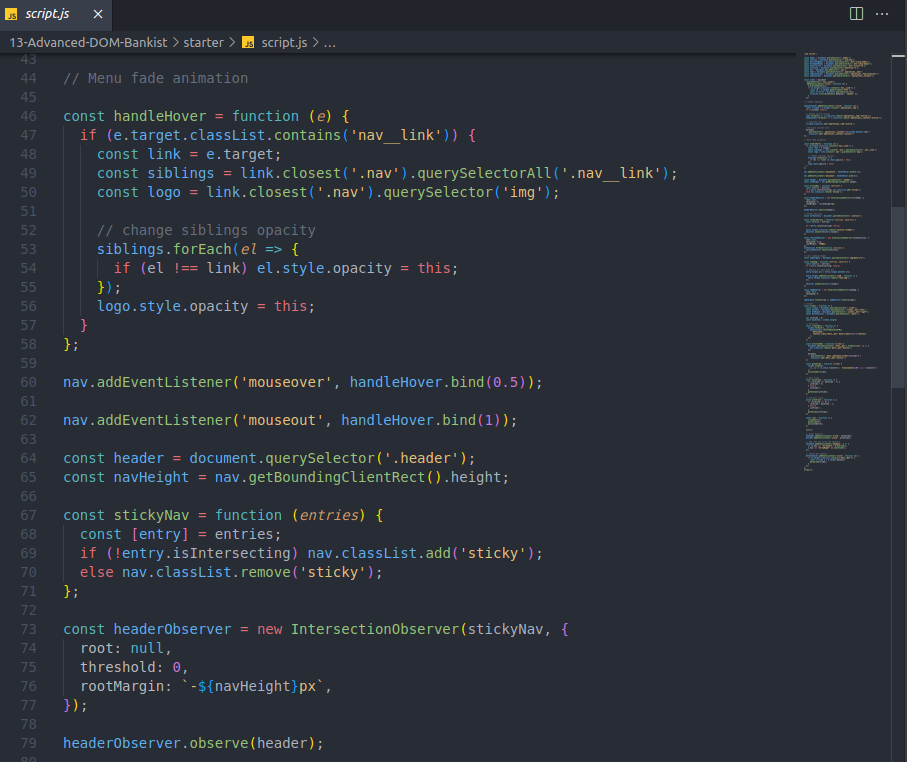 JS script.js ×
13-Advanced-DOM-Bankist > starter > JS script.js > ...
43
44 // Menu fade animation
45
46 const handleHover = function (e) {
47   if (e.target.classList.contains('nav__link')) {
48     const link = e.target;
49     const siblings = link.closest('.nav').querySelectorAll('.nav__link');
50     const logo = link.closest('.nav').querySelector('img');
51
52     // change siblings opacity
53     siblings.forEach(el => {
54       if (el !== link) el.style.opacity = this;
55     });
56     logo.style.opacity = this;
57   }
58 };
59
60 nav.addEventListener('mouseover', handleHover.bind(0.5));
61
62 nav.addEventListener('mouseout', handleHover.bind(1));
63
64 const header = document.querySelector('.header');
65 const navHeight = nav.getBoundingClientRect().height;
66
67 const stickyNav = function (entries) {
68   const [entry] = entries;
69   if (!entry.isIntersecting) nav.classList.add('sticky');
70   else nav.classList.remove('sticky');
71 };
72
73 const headerObserver = new IntersectionObserver(stickyNav, {
74   root: null,
75   threshold: 0,
76   rootMargin: `-${navHeight}px`,
77 });
78
79 headerObserver.observe(header);
80